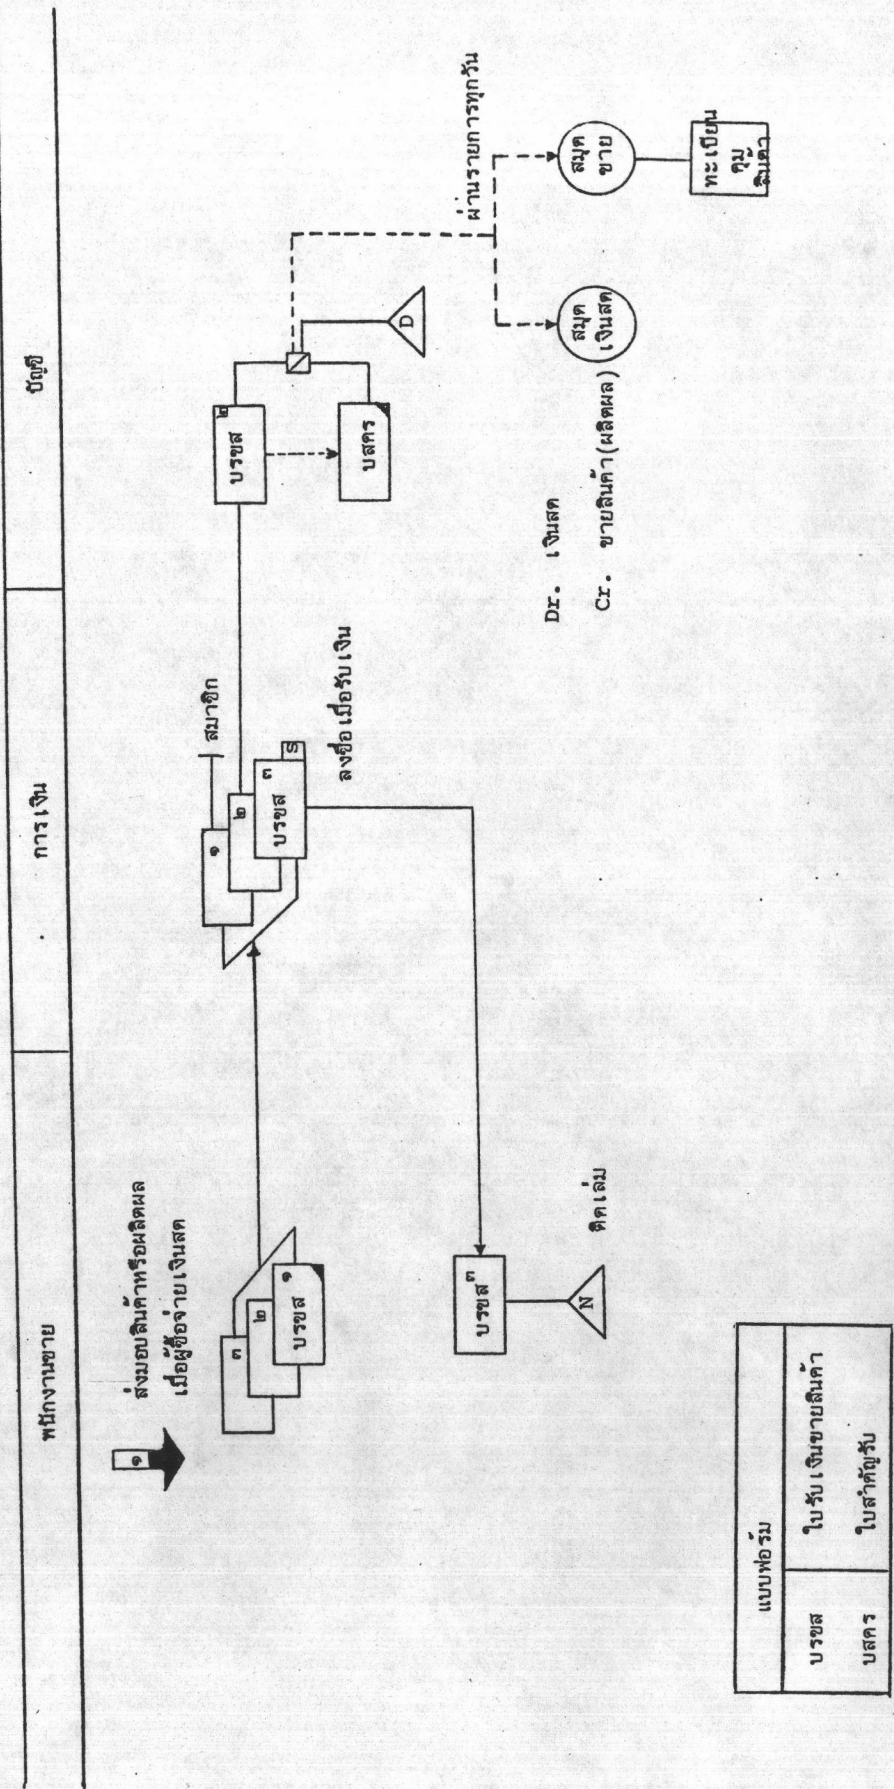 พนักงานขาย
การเงิน
บัญชี
๑
ส่งมอบสินค้าหรือผลิตผล
เมื่อผู้ซื้อจ่ายเงินสด
๓
๒
๑
บรขส
๑
๒
๓
บรขส
S
สมาชิก
ลงชื่อเมื่อรับเงิน
บรขส
๒
บสคร
D
ผ่านรายการทุกวัน
สมุด
ขาย
ทะเบียน
คุม
สินค้า
สมุด
เงินสด
Dr. เงินสด
Cr. ขายสินค้า(ผลิตผล)
บรขส
๓
N
ติดเล่ม
แบบฟอร์ม
บรขส ใบรับเงินขายสินค้า
บสคร ใบสำคัญรับ